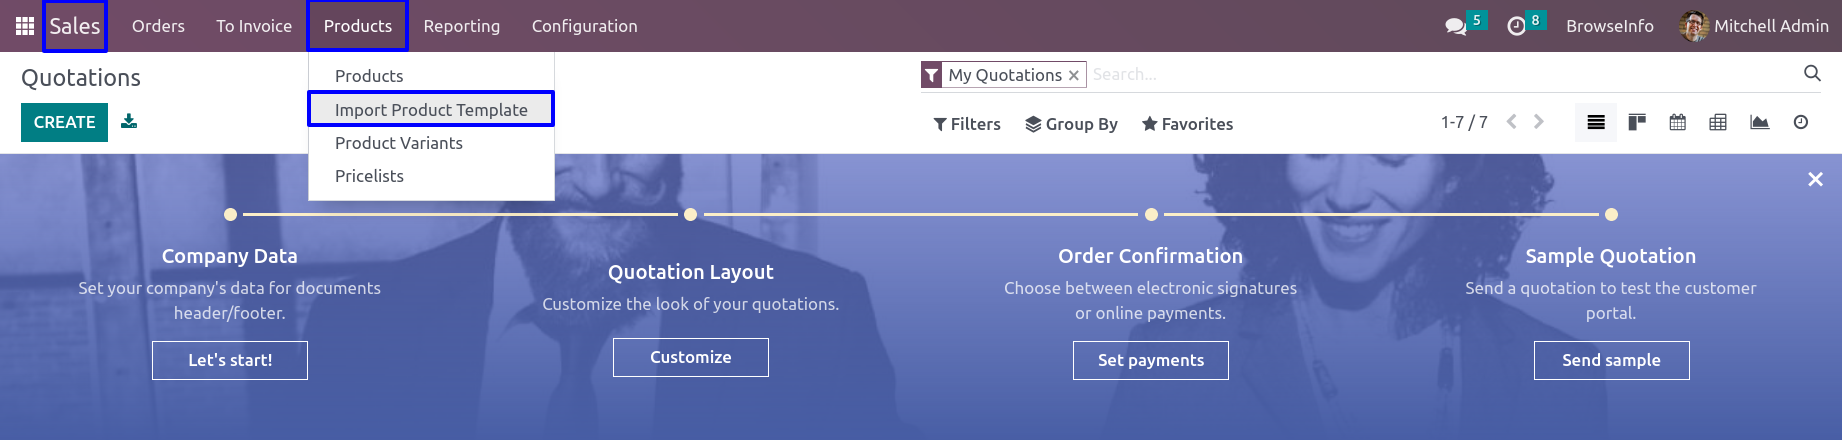 Sales Orders To Invoice Products Reporting Configuration 5 8 BrowseInfo Mitchell Admin
Quotations
Products
Import Product Template
Product Variants
Pricelists
My Quotations × Search...
CREATE
Filters Group By Favorites 1-7 / 7
Company Data
Set your company's data for documents
header/footer.
Let's start!
Quotation Layout
Customize the look of your quotations.
Customize
Order Confirmation
Choose between electronic signatures
or online payments.
Set payments
Sample Quotation
Send a quotation to test the customer
portal.
Send sample